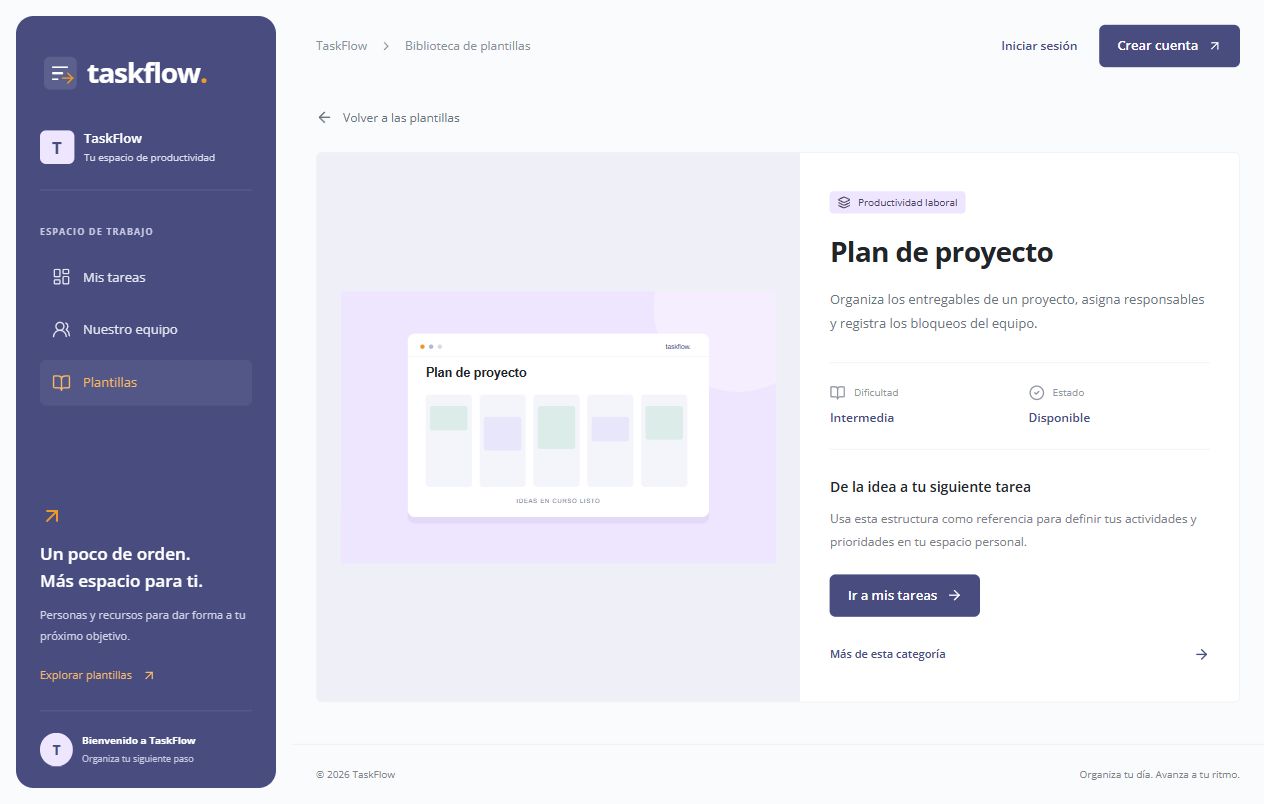 taskflow.
T
TaskFlow
Tu espacio de productividad
ESPACIO DE TRABAJO
Mis tareas
Nuestro equipo
Plantillas
Un poco de orden.
Más espacio para ti.
Personas y recursos para dar forma a tu
próximo objetivo.
Explorar plantillas
T
Bienvenido a TaskFlow
Organiza tu siguiente paso
TaskFlow
Biblioteca de plantillas
Iniciar sesión
Crear cuenta
Volver a las plantillas
taskflow.
Plan de proyecto
IDEAS EN CURSO LISTO
Productividad laboral
Plan de proyecto
Organiza los entregables de un proyecto, asigna responsables
y registra los bloqueos del equipo.
Dificultad
Intermedia
Estado
Disponible
De la idea a tu siguiente tarea
Usa esta estructura como referencia para definir tus actividades y
prioridades en tu espacio personal.
Ir a mis tareas
Más de esta categoría
© 2026 TaskFlow
Organiza tu día. Avanza a tu ritmo.